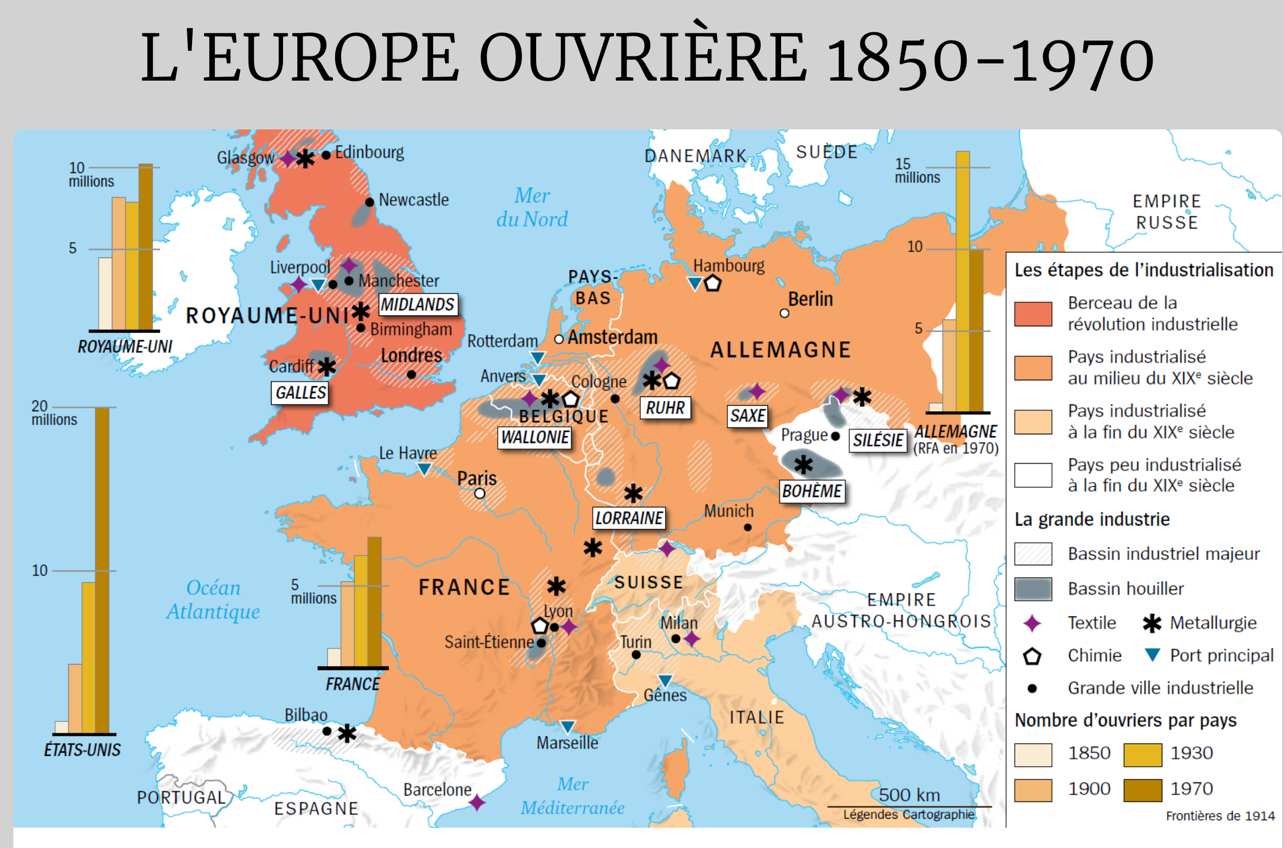 L'EUROPE OUVRIÈRE 1850-1970
Glasgow
Edinbourg
Newcastle
Liverpool
Manchester
MIDLANDS
ROYAUME-UNI
Birmingham
Cardiff
GALLES
Londres
10
millions
5
ROYAUME-UNI
20
millions
10
ÉTATS-UNIS
Mer
du Nord
DANEMARK
SUÈDE
EMPIRE
RUSSE
15
millions
10
5
ALLEMAGNE
(RFA en 1970)
PAYS-
BAS
Hambourg
Berlin
Rotterdam
Amsterdam
ALLEMAGNE
Anvers
Cologne
BELGIQUE
WALLONIE
RUHR
SAXE
Prague
SILÉSIE
BOHÈME
Le Havre
Paris
LORRAINE
Munich
Océan
Atlantique
5
millions
FRANCE
FRANCE
SUISSE
EMPIRE
AUSTRO-HONGROIS
Lyon
Saint-Étienne
Milan
Turin
Gênes
ITALIE
Bilbao
Marseille
Barcelone
PORTUGAL
ESPAGNE
Mer
Méditerranée
500 km
Légendes Cartographie
Les étapes de l'industrialisation
Berceau de la
révolution industrielle
Pays industrialisé
au milieu du XIXe siècle
Pays industrialisé
à la fin du XIXe siècle
Pays peu industrialisé
à la fin du XIXe siècle
La grande industrie
Bassin industriel majeur
Bassin houiller
Textile
Métallurgie
Chimie
Port principal
Grande ville industrielle
Nombre d'ouvriers par pays
1850
1930
1900
1970
Frontières de 1914